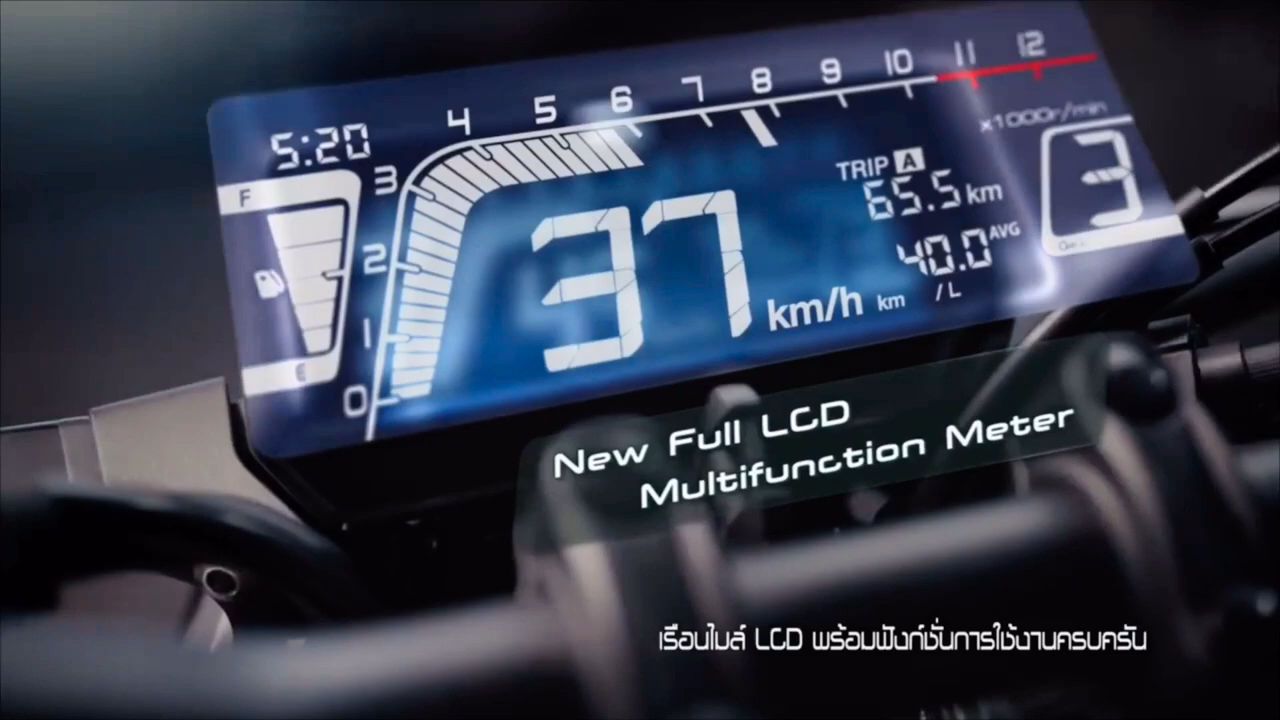 4 5 6 7 8 9 10 11 12
5:20
x1000r/min
F
3
TRIP A
3
65.5 km
37 km/h
2
40.0 AVG
km /L
1
E
0
New Full LCD
Multifunction Meter
เรือนไมล์ LCD พร้อมฟังก์ชั่นการใช้งานครบครัน